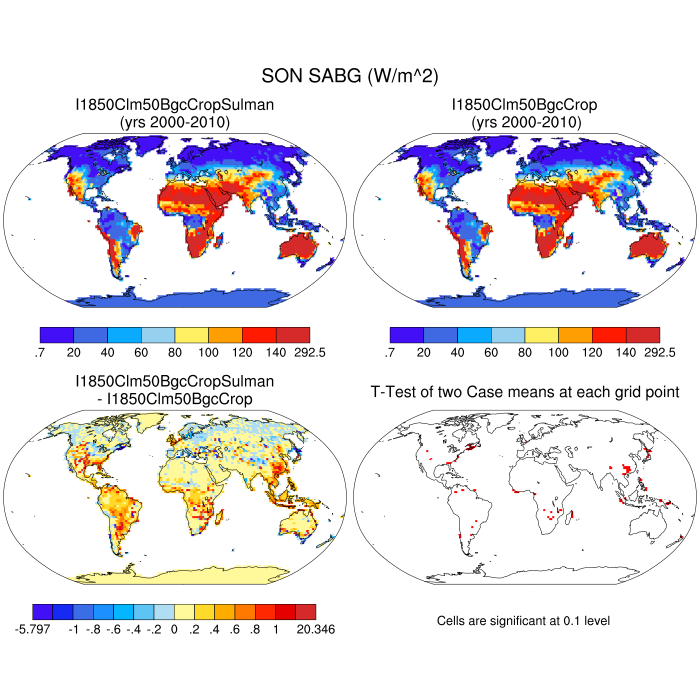 SON SABG (W/m^2)
I1850Clm50BgcCropSulman
(yrs 2000-2010)
I1850Clm50BgcCrop
(yrs 2000-2010)
.7 20 40 60 80 100 120 140 292.5
.7 20 40 60 80 100 120 140 292.5
I1850Clm50BgcCropSulman
- I1850Clm50BgcCrop
T-Test of two Case means at each grid point
-5.797 -1 -.8 -.6 -.4 -.2 0 .2 .4 .6 .8 1 20.346
Cells are significant at 0.1 level